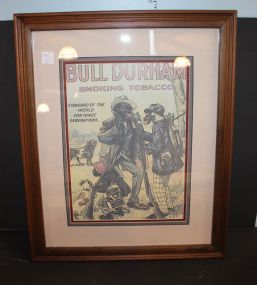 BULL DURHAM
SMOKING TOBACCO
STANDARD OF THE
WORLD
FOR THREE
GENERATIONS.